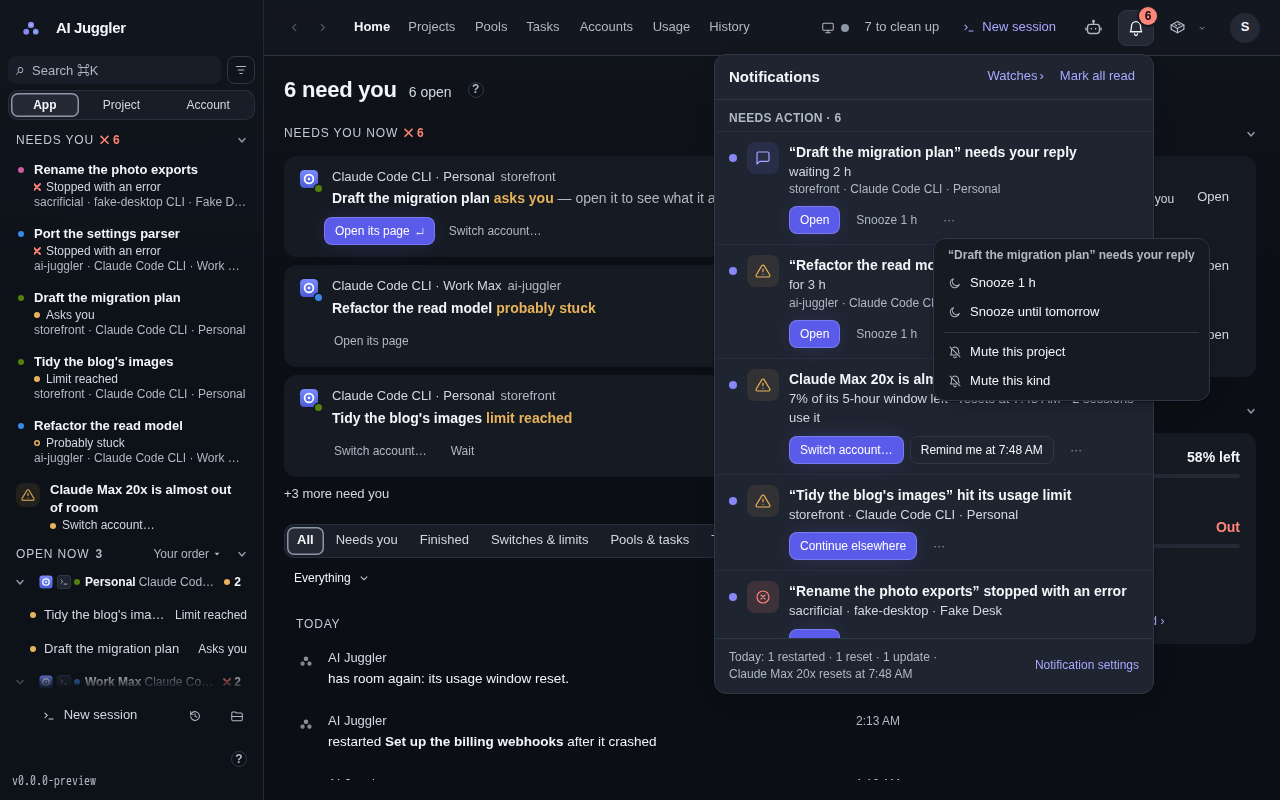 AI Juggler
Home Projects Pools Tasks Accounts Usage History
7 to clean up
New session
6
S
Search ⌘K
App Project Account
NEEDS YOU 6
Rename the photo exports
Stopped with an error
sacrificial · fake-desktop CLI · Fake D…
Port the settings parser
Stopped with an error
ai-juggler · Claude Code CLI · Work …
Draft the migration plan
Asks you
storefront · Claude Code CLI · Personal
Tidy the blog's images
Limit reached
storefront · Claude Code CLI · Personal
Refactor the read model
Probably stuck
ai-juggler · Claude Code CLI · Work …
Claude Max 20x is almost out
of room
Switch account…
OPEN NOW 3 Your order
Personal Claude Cod… 2
Tidy the blog's ima… Limit reached
Draft the migration plan Asks you
Work Max Claude Co… 2
New session
?
v0.0.0-preview
6 need you 6 open ?
NEEDS YOU NOW 6
Claude Code CLI · Personal storefront
Draft the migration plan asks you — open it to see what it a
Open its page Switch account…
Claude Code CLI · Work Max ai-juggler
Refactor the read model probably stuck
Open its page
Claude Code CLI · Personal storefront
Tidy the blog's images limit reached
Switch account… Wait
+3 more need you
All Needs you Finished Switches & limits Pools & tasks
Everything
TODAY
AI Juggler
has room again: its usage window reset.
AI Juggler 2:13 AM
restarted Set up the billing webhooks after it crashed
Notifications Watches › Mark all read
NEEDS ACTION · 6
“Draft the migration plan” needs your reply
waiting 2 h
storefront · Claude Code CLI · Personal
Open Snooze 1 h ···
“Refactor the read mo
for 3 h
ai-juggler · Claude Code C
Open Snooze 1 h
Claude Max 20x is alm
7% of its 5-hour window left · resets at 7:48 AM · 2 sessions
use it
Switch account… Remind me at 7:48 AM ···
“Tidy the blog's images” hit its usage limit
storefront · Claude Code CLI · Personal
Continue elsewhere ···
“Rename the photo exports” stopped with an error
sacrificial · fake-desktop · Fake Desk
Today: 1 restarted · 1 reset · 1 update ·
Claude Max 20x resets at 7:48 AM
Notification settings
“Draft the migration plan” needs your reply
Snooze 1 h
Snooze until tomorrow
Mute this project
Mute this kind
you Open
pen
pen
58% left
Out
d ›